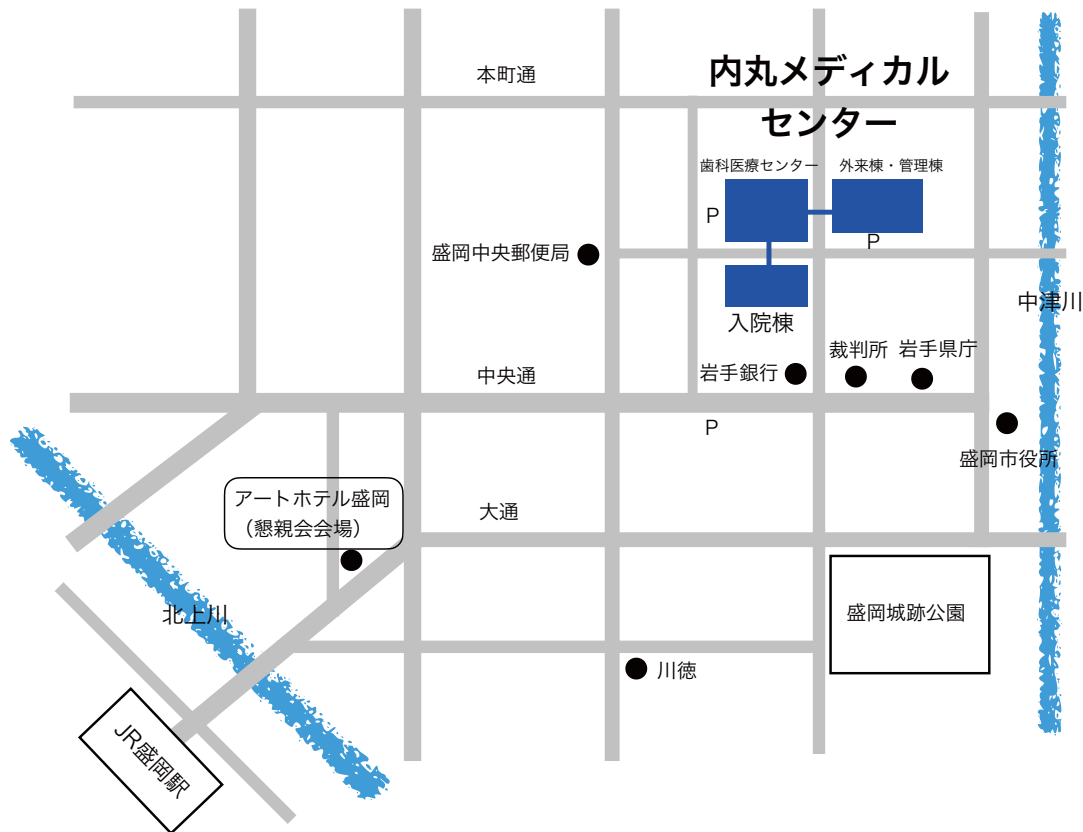 本町通
内丸メディカル
センター
歯科医療センター
外来棟・管理棟
P
P
盛岡中央郵便局
中津川
入院棟
裁判所
岩手県庁
岩手銀行
中央通
P
盛岡市役所
アートホテル盛岡
（懇親会会場）
大通
北上川
盛岡城跡公園
川徳
JR盛岡駅